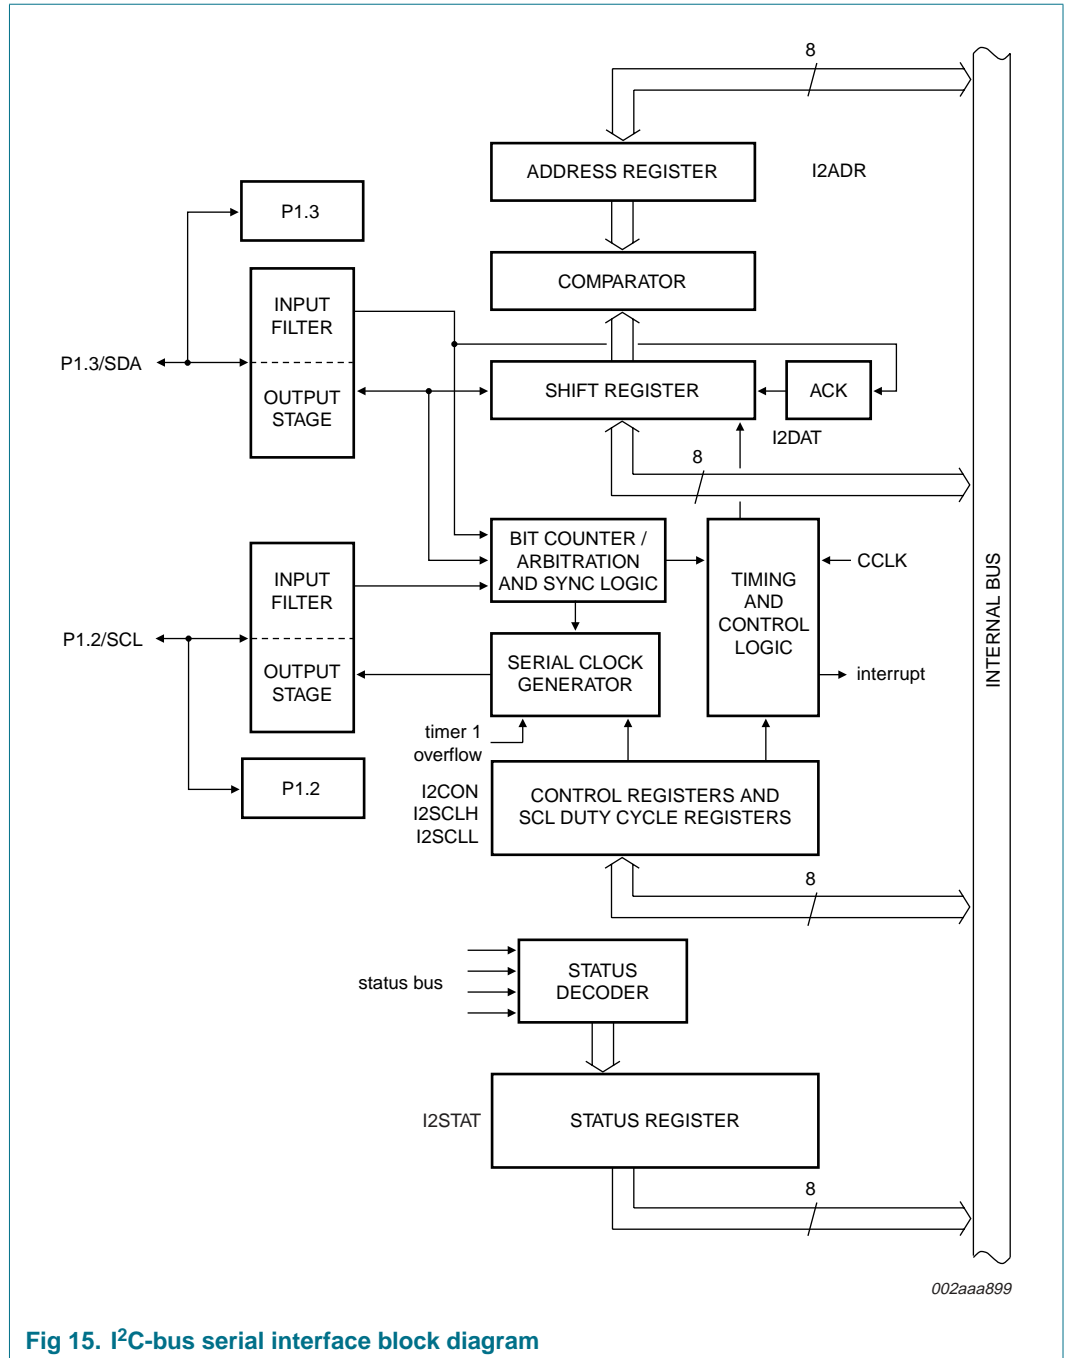 8
ADDRESS REGISTER
I2ADR
P1.3
COMPARATOR
INPUT
FILTER
P1.3/SDA
OUTPUT
STAGE
SHIFT REGISTER
ACK
I2DAT
8
BIT COUNTER /
ARBITRATION
AND SYNC LOGIC
INPUT
FILTER
TIMING
AND
CONTROL
LOGIC
CCLK
INTERNAL BUS
P1.2/SCL
OUTPUT
STAGE
SERIAL CLOCK
GENERATOR
interrupt
timer 1
overflow
P1.2
I2CON
I2SCLH
I2SCLL
CONTROL REGISTERS AND
SCL DUTY CYCLE REGISTERS
8
status bus
STATUS
DECODER
I2STAT
STATUS REGISTER
8
002aaa899
Fig 15. I²C-bus serial interface block diagram